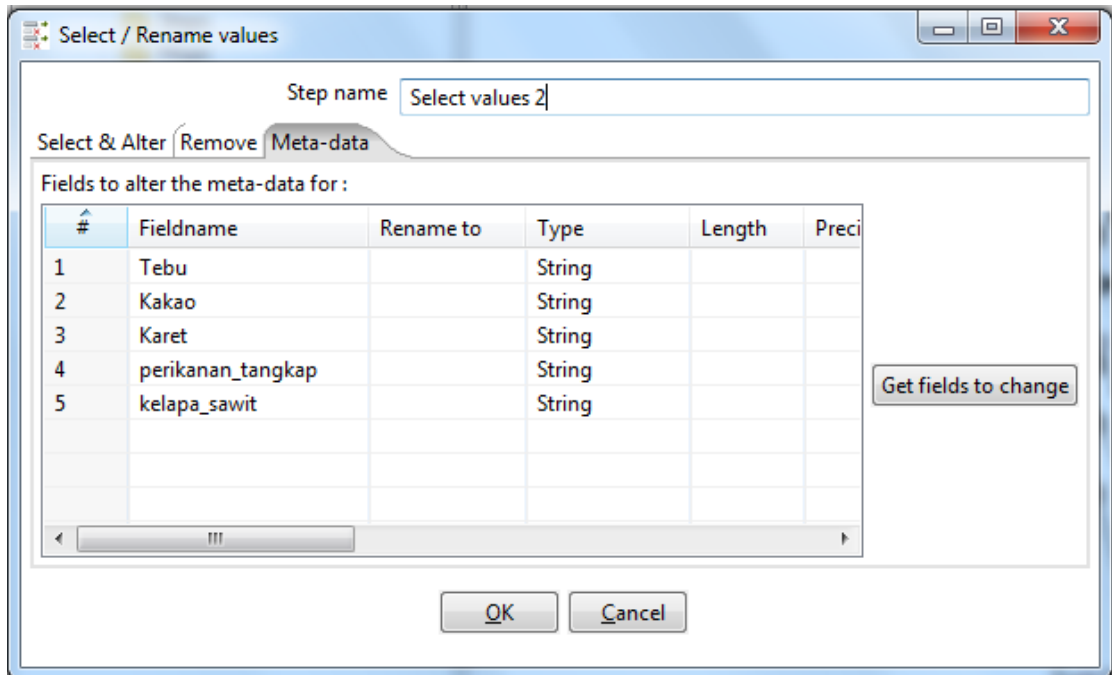 Select / Rename values
Step name Select values 2
Select & Alter Remove Meta-data
Fields to alter the meta-data for :
# Fieldname Rename to Type Length Preci
1 Tebu String
2 Kakao String
3 Karet String
4 perikanan_tangkap String
5 kelapa_sawit String
Get fields to change
OK Cancel